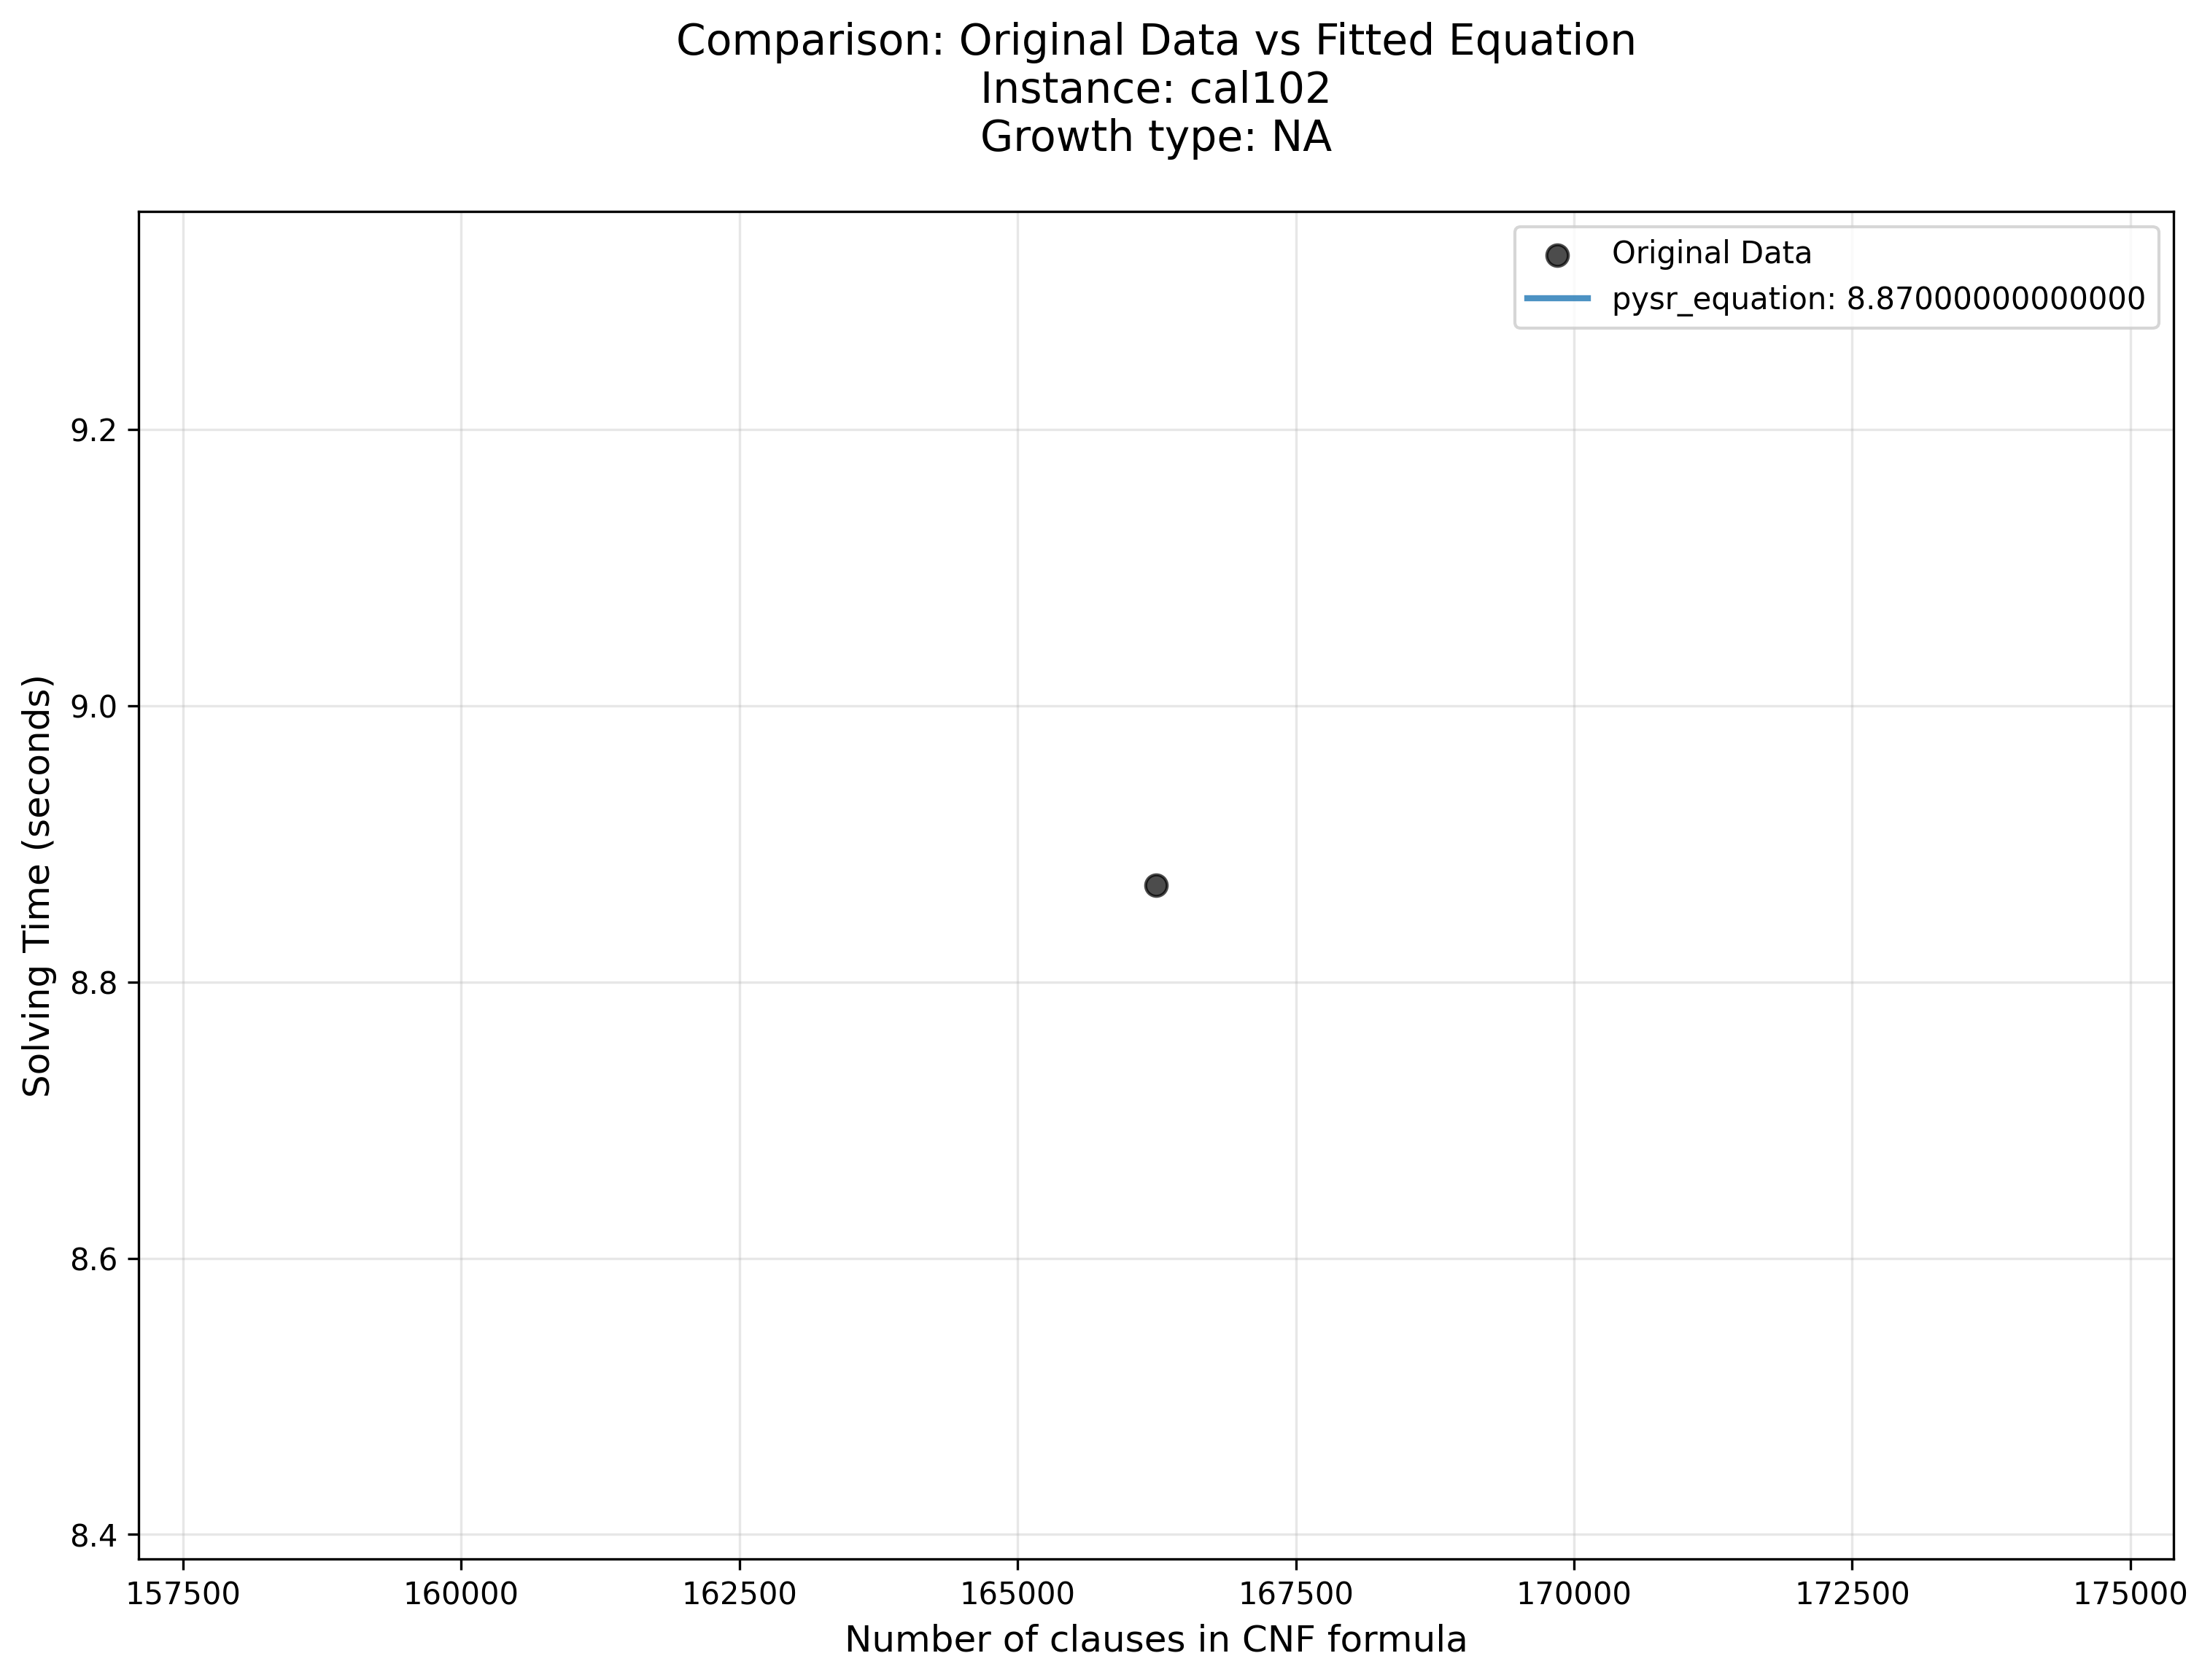 Comparison: Original Data vs Fitted Equation
Instance: cal102
Growth type: NA
Original Data
pysr_equation: 8.87000000000000
Solving Time (seconds)
9.2
9.0
8.8
8.6
8.4
157500 160000 162500 165000 167500 170000 172500 175000
Number of clauses in CNF formula